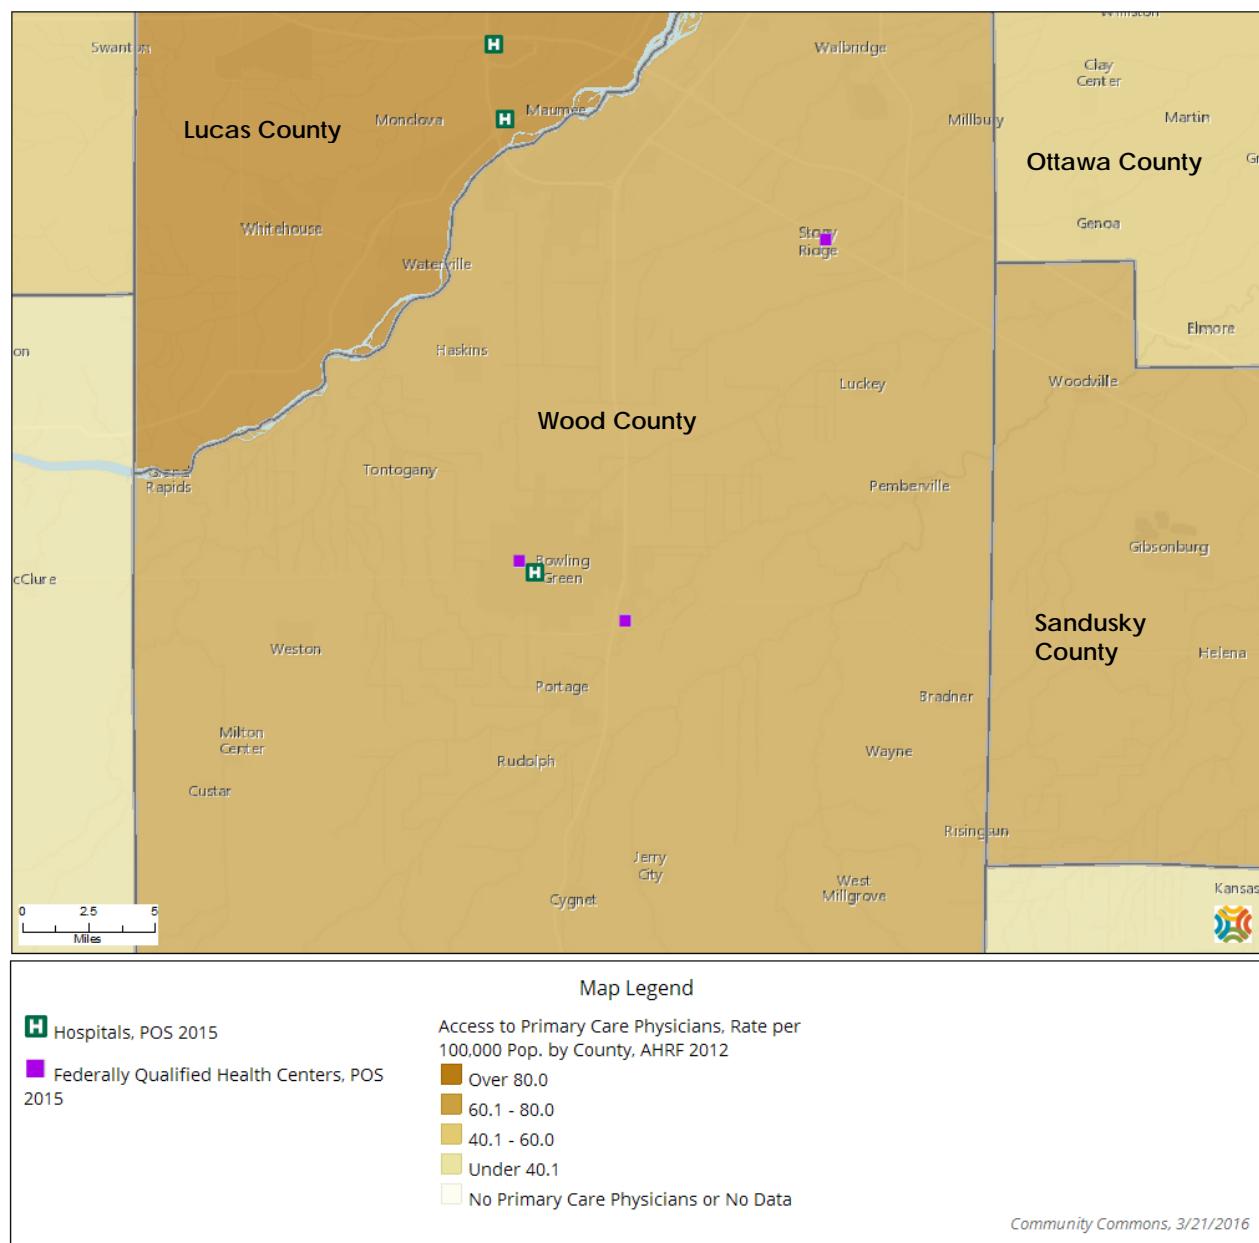 Williston
Swanton
Walbridge
Clay
Center
Lucas County
Monclova
Maumee
Millbury
Martin
Ottawa County
Whitehouse
Stony
Ridge
Genoa
Waterville
Haskins
Elmore
on
Luckey
Woodville
Wood County
Grand
Rapids
Tontogany
Pemberville
Gibsonburg
Bowling
Green
cClure
Weston
Sandusky
County
Helena
Portage
Bradner
Milton
Center
Rudolph
Wayne
Custar
Risingsun
Jerry
City
West
Millgrove
Cygnet
Kansas
0 2.5 5
Miles
Map Legend
H Hospitals, POS 2015
Federally Qualified Health Centers, POS
2015
Access to Primary Care Physicians, Rate per
100,000 Pop. by County, AHRF 2012
Over 80.0
60.1 - 80.0
40.1 - 60.0
Under 40.1
No Primary Care Physicians or No Data
Community Commons, 3/21/2016